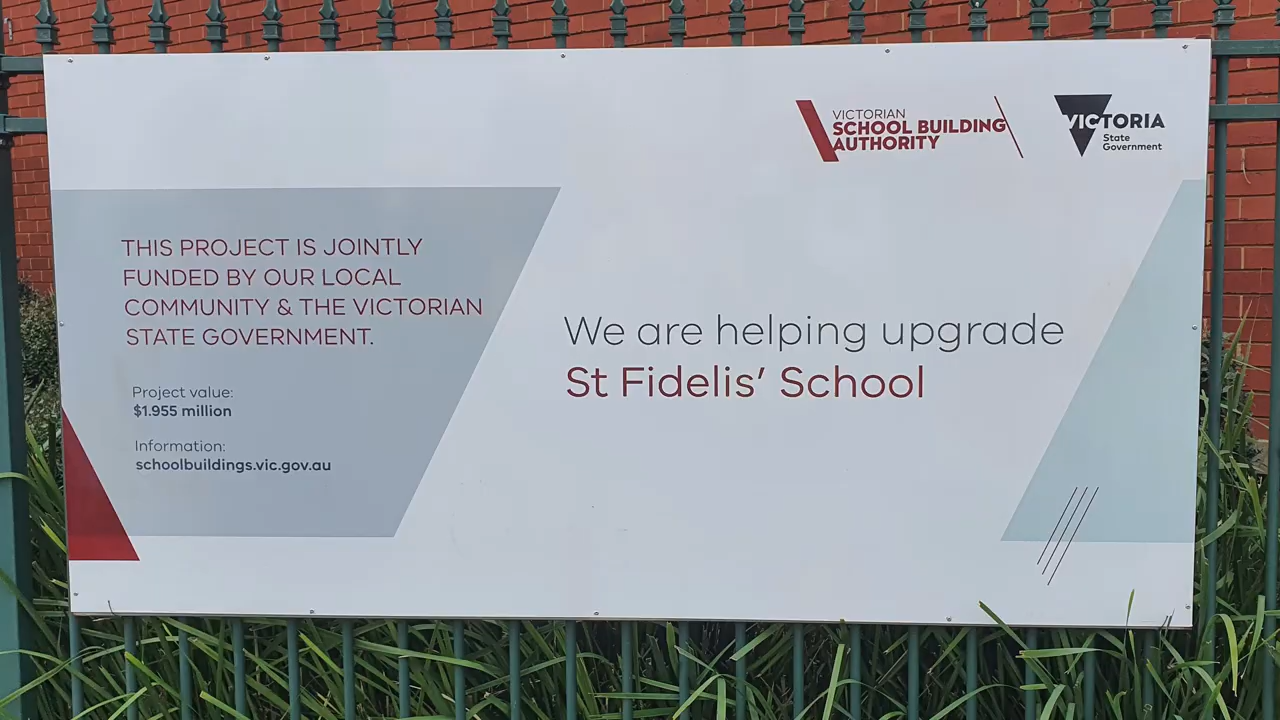 VICTORIAN
SCHOOL BUILDING
AUTHORITY
VICTORIA
State
Government
THIS PROJECT IS JOINTLY
FUNDED BY OUR LOCAL
COMMUNITY & THE VICTORIAN
STATE GOVERNMENT.
Project value:
$1.955 million
Information:
schoolbuildings.vic.gov.au
We are helping upgrade
St Fidelis’ School